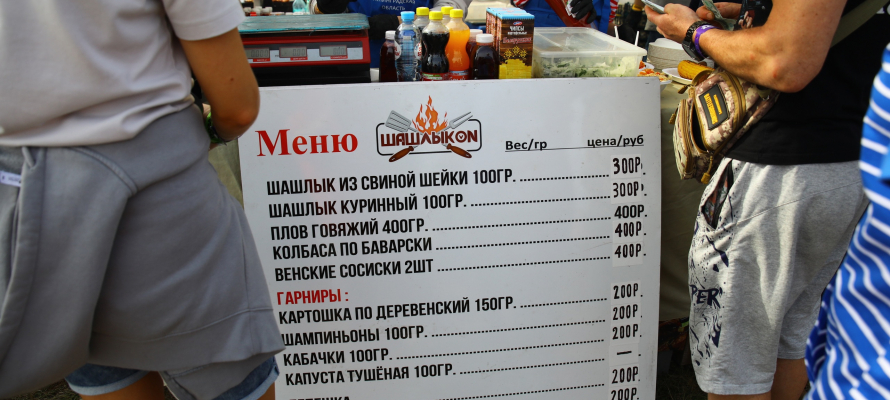 ОБЛАСТЬ
ЧИПСЫ
Меню ШАШЛЫКON Вес/гр цена/руб
ШАШЛЫК ИЗ СВИНОЙ ШЕЙКИ 100ГР. 300Р.
ШАШЛЫК КУРИННЫЙ 100ГР. 300Р.
ПЛОВ ГОВЯЖИЙ 400ГР. 400Р.
КОЛБАСА ПО БАВАРСКИ 400Р.
ВЕНСКИЕ СОСИСКИ 2ШТ 400Р.
ГАРНИРЫ :
КАРТОШКА ПО ДЕРЕВЕНСКИЙ 150ГР. 200Р.
ШАМПИНЬОНЫ 100ГР. 200Р.
КАБАЧКИ 100ГР. 200Р.
КАПУСТА ТУШЁНАЯ 100ГР. —
200Р.
200Р.